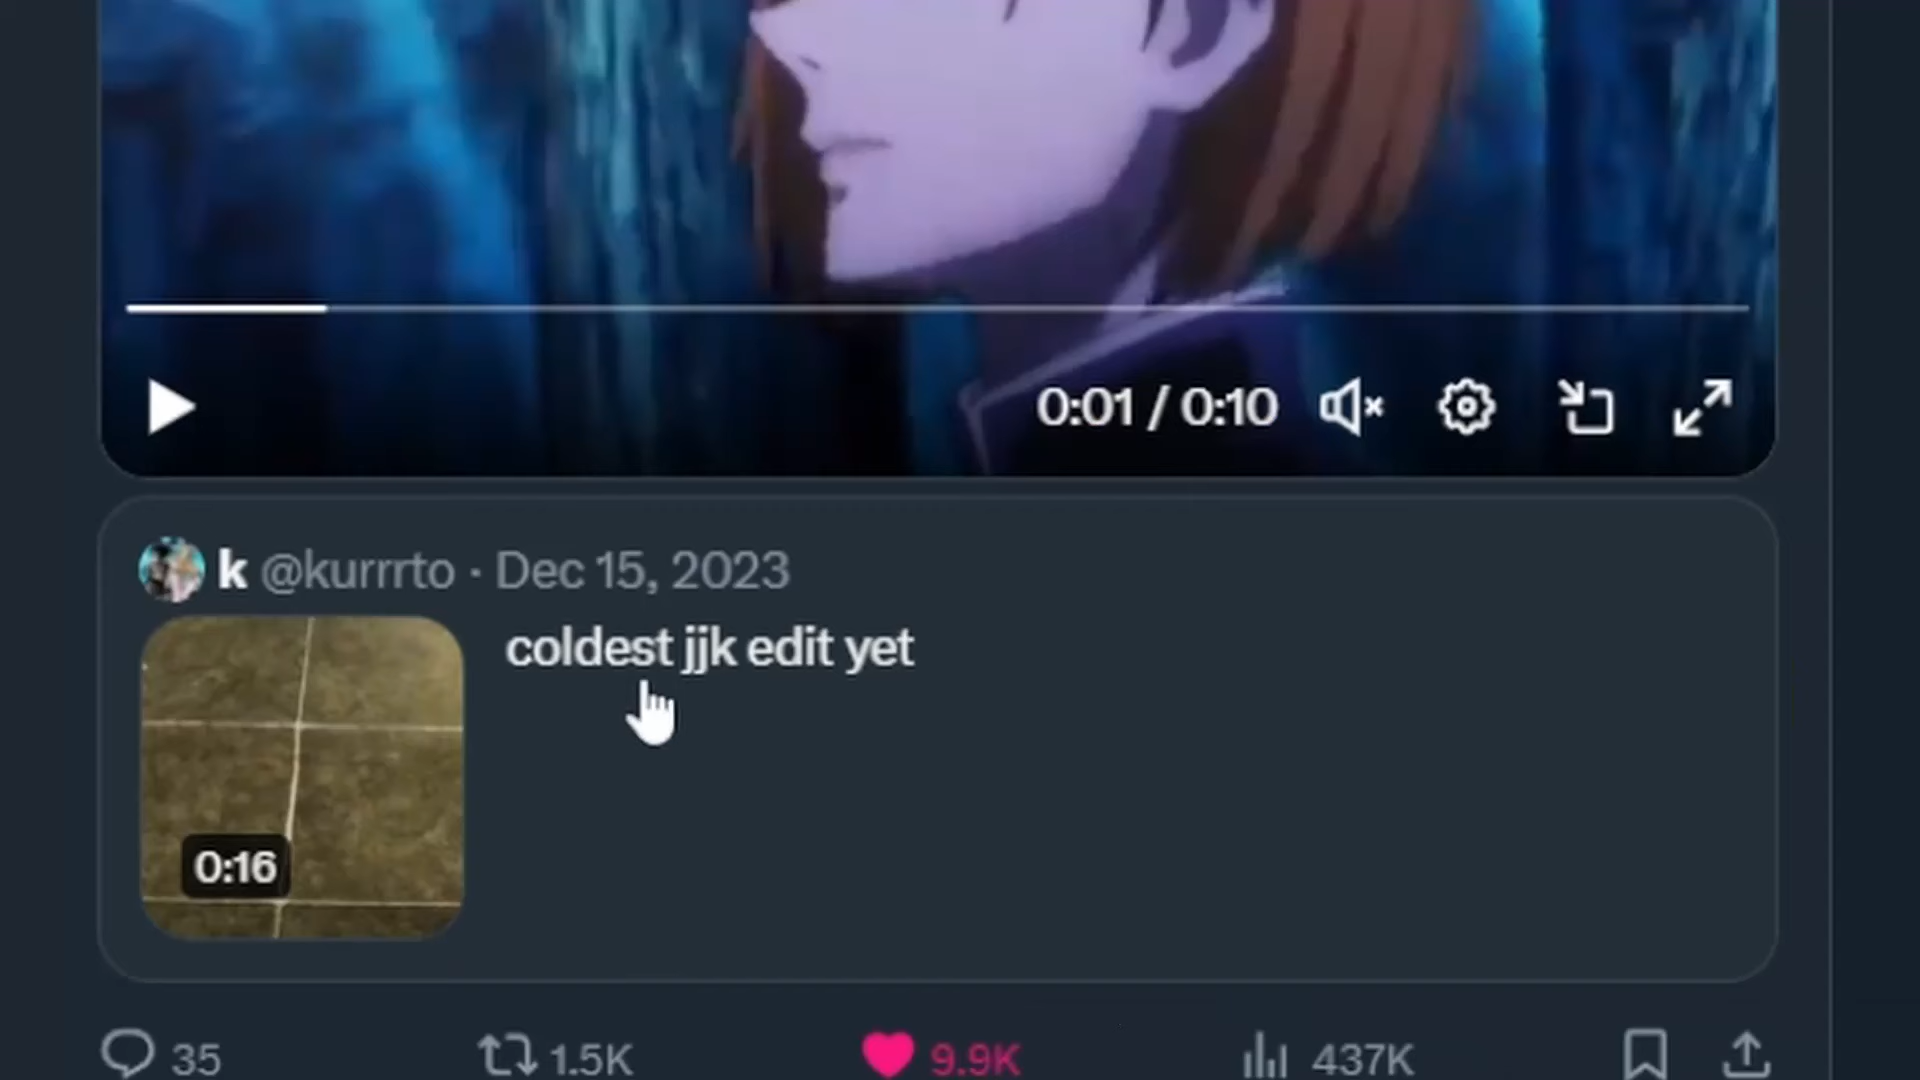 0:01 / 0:10
k @kurrrto · Dec 15, 2023
coldest jjk edit yet
0:16
35 1.5K 9.9K 437K